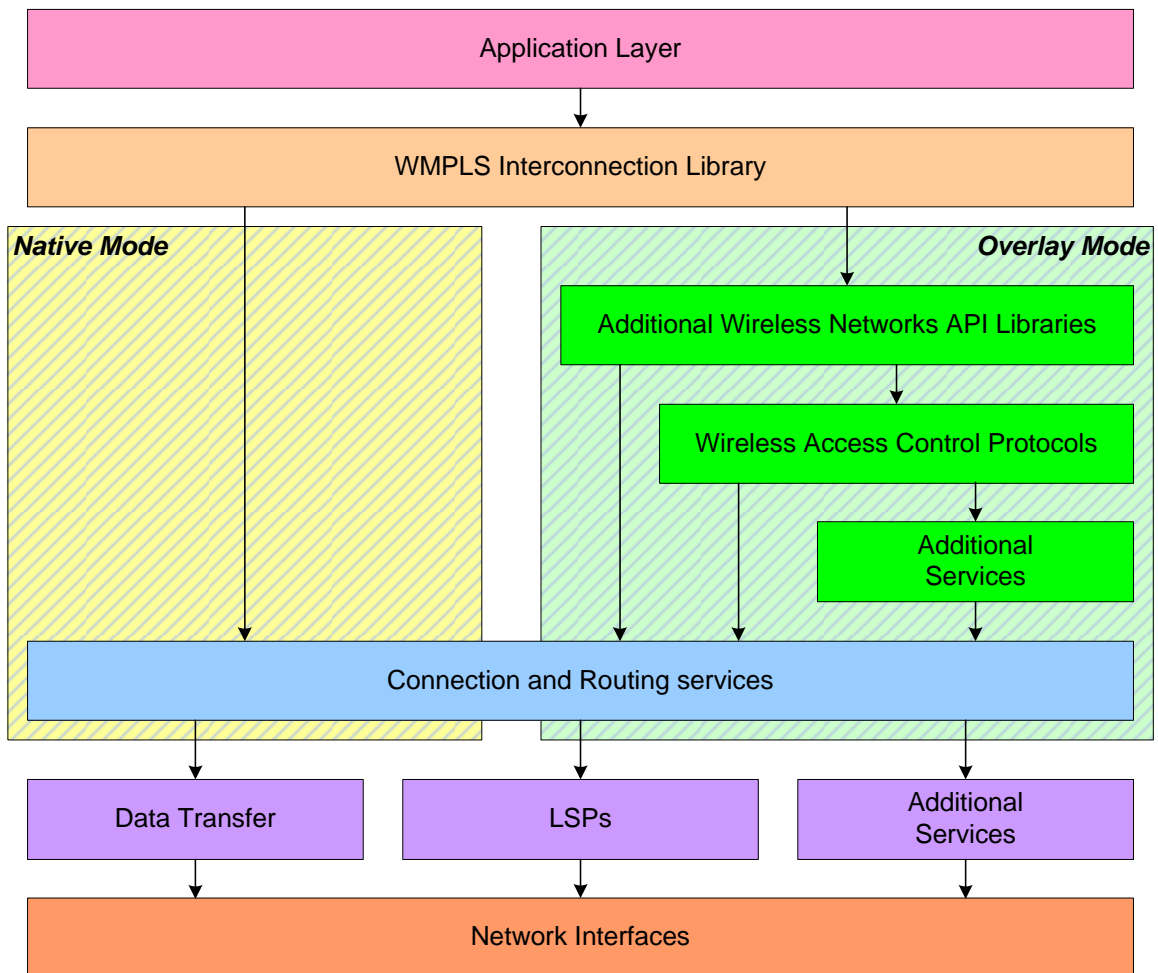 Application Layer
WMPLS Interconnection Library
Native Mode
Overlay Mode
Additional Wireless Networks API Libraries
Wireless Access Control Protocols
Additional
Services
Connection and Routing services
Data Transfer
LSPs
Additional
Services
Network Interfaces